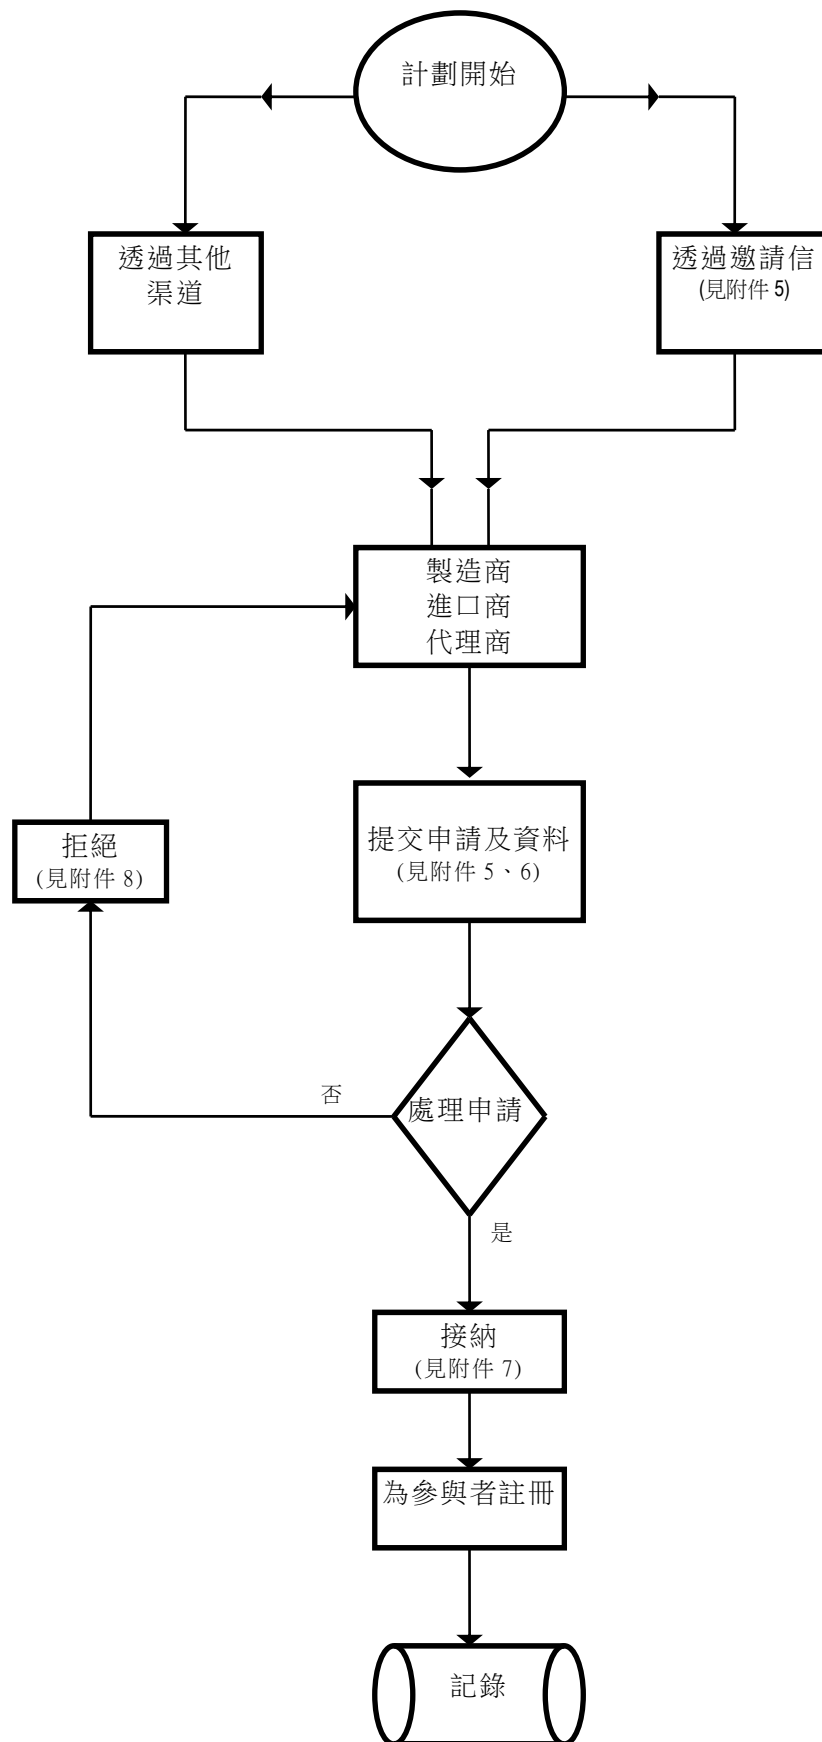 計劃開始
透過其他
渠道
透過邀請信
(見附件 5)
製造商
進口商
代理商
提交申請及資料
(見附件 5、6)
拒絕
(見附件 8)
否
處理申請
是
接納
(見附件 7)
為參與者註冊
記錄